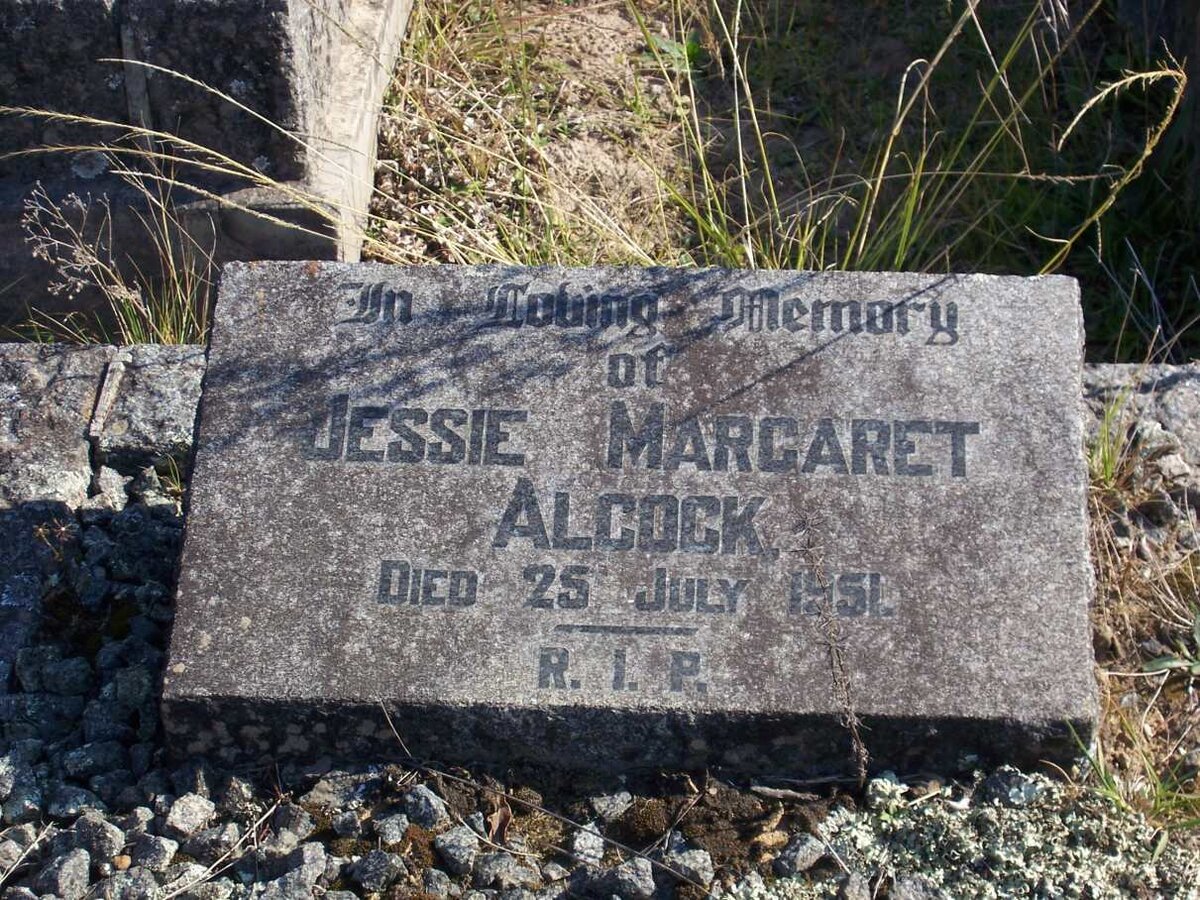 In Loving Memory
of
JESSIE MARGARET
ALCOCK,
DIED 25 JULY 1951.
R. I. P.